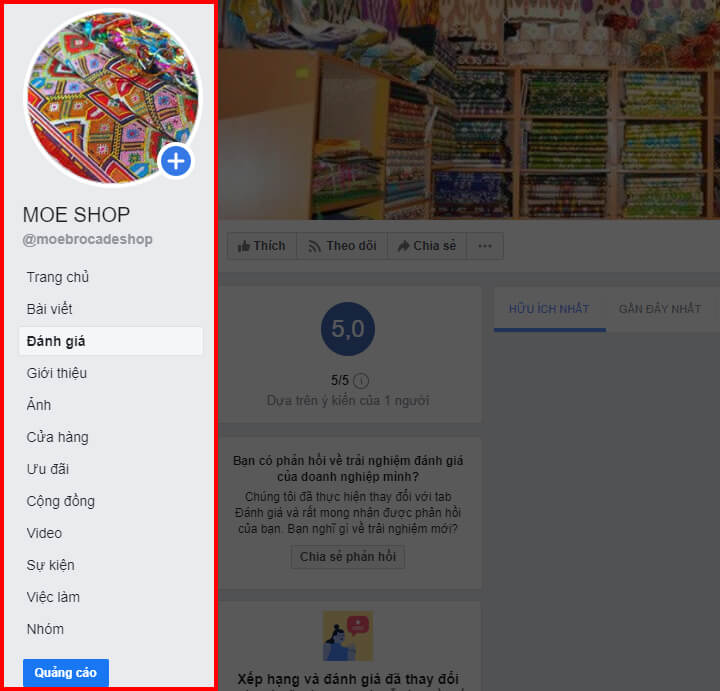 MOE SHOP
@moebrocadeshop
Trang chủ
Bài viết
Đánh giá
Giới thiệu
Ảnh
Cửa hàng
Ưu đãi
Cộng đồng
Video
Sự kiện
Việc làm
Nhóm
Quảng cáo
Thích Theo dõi Chia sẻ
5,0
5/5
Dựa trên ý kiến của 1 người
HỮU ÍCH NHẤT GẦN ĐÂY NHẤT
Bạn có phản hồi về trải nghiệm đánh giá
của doanh nghiệp mình?
Chúng tôi đã thực hiện thay đổi với tab
Đánh giá và rất mong nhận được phản hồi
của bạn. Bạn nghĩ gì về trải nghiệm mới?
Chia sẻ phản hồi
Xếp hạng và đánh giá đã thay đổi